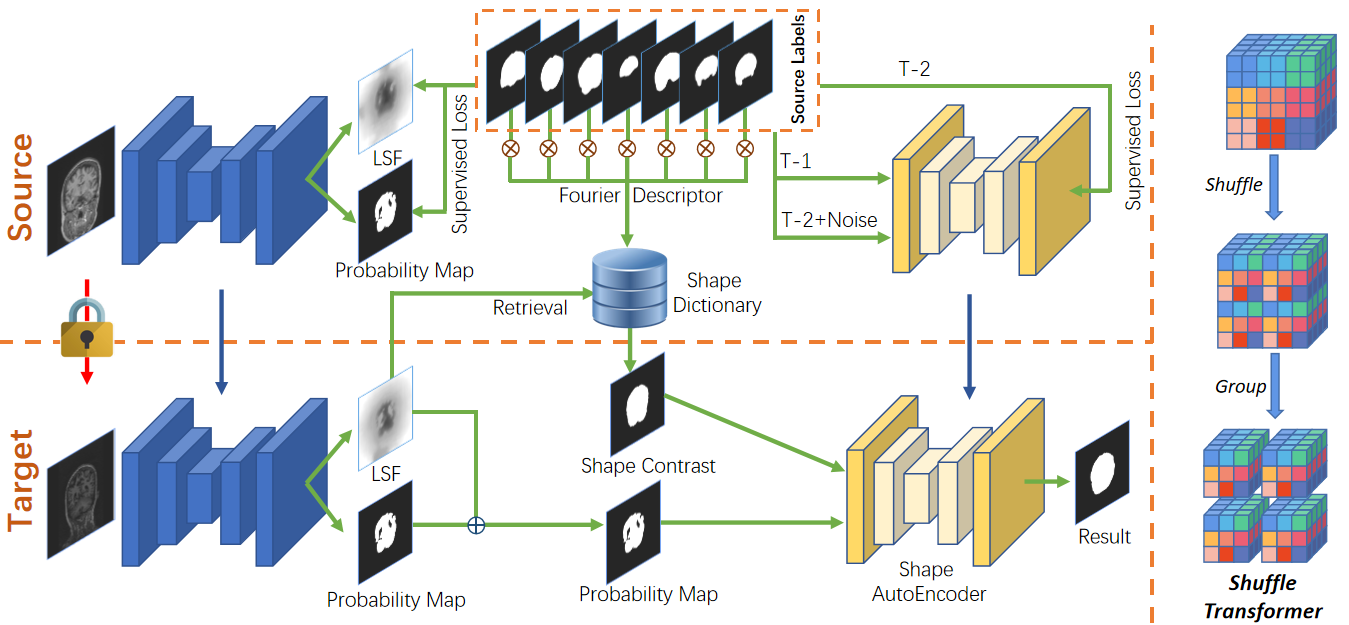 Source
LSF
Probability Map
Supervised Loss
Source Labels
Fourier Descriptor
T-1
T-2+Noise
T-2
Supervised Loss
Retrieval
Shape
Dictionary
Target
LSF
Probability Map
Shape Contrast
Probability Map
Shape
AutoEncoder
Result
Shuffle
Group
Shuffle
Transformer